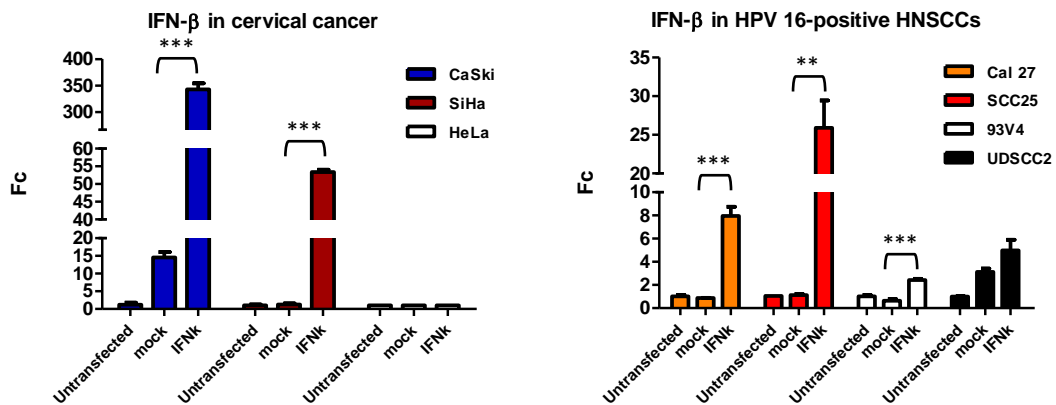 IFN-β in cervical cancer
Fc
400
350
300
60
55
50
45
40
20
15
10
5
0
***
***
CaSki
SiHa
HeLa
Untransfected
mock
IFNk
Untransfected
mock
IFNk
Untransfected
mock
IFNk
IFN-β in HPV 16-positive HNSCCs
Fc
35
30
25
20
15
10
8
6
4
2
0
***
**
***
Cal 27
SCC25
93V4
UDSCC2
Untransfected
mock
IFNk
Untransfected
mock
IFNk
Untransfected
mock
IFNk
Untransfected
mock
IFNk